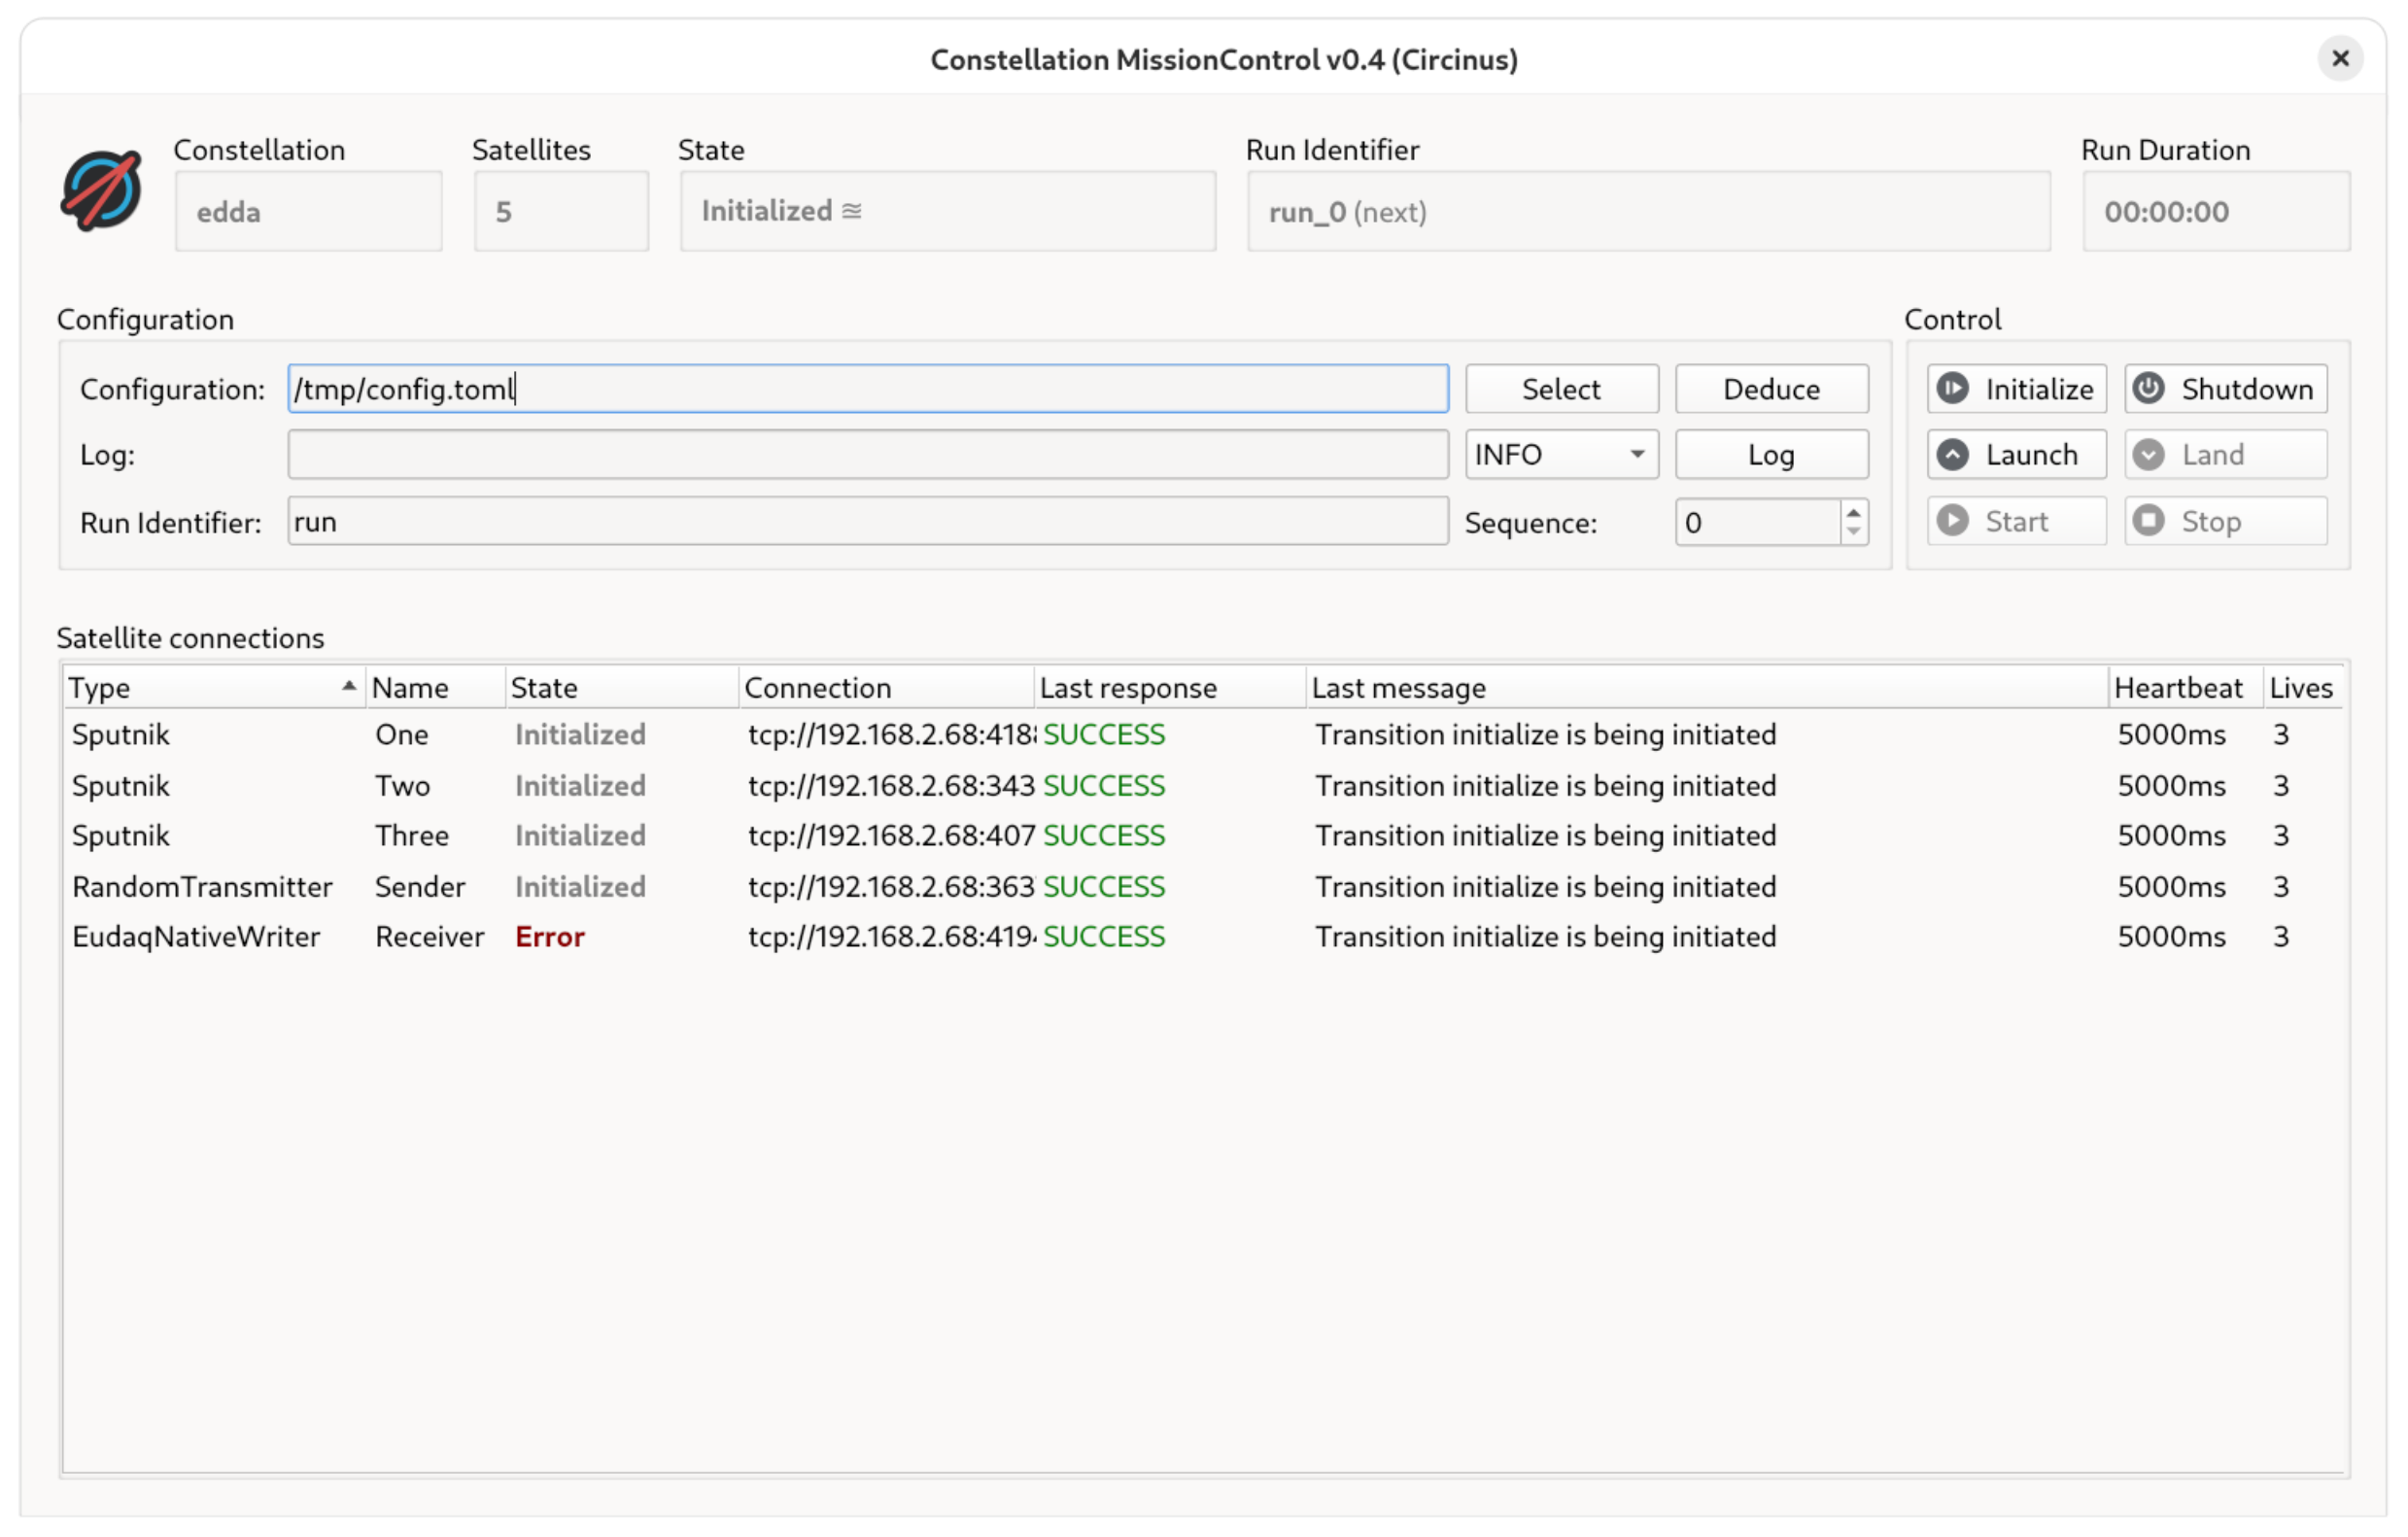 Constellation MissionControl v0.4 (Circinus)
Constellation Satellites State Run Identifier Run Duration
edda 5 Initialized ≊ run_0 (next) 00:00:00
Configuration Control
Configuration: /tmp/config.toml Select Deduce Initialize Shutdown
Log: INFO Log Launch Land
Run Identifier: run Sequence: 0 Start Stop
Satellite connections
Type Name State Connection Last response Last message Heartbeat Lives
Sputnik One Initialized tcp://192.168.2.68:418 SUCCESS Transition initialize is being initiated 5000ms 3
Sputnik Two Initialized tcp://192.168.2.68:343 SUCCESS Transition initialize is being initiated 5000ms 3
Sputnik Three Initialized tcp://192.168.2.68:407 SUCCESS Transition initialize is being initiated 5000ms 3
RandomTransmitter Sender Initialized tcp://192.168.2.68:363 SUCCESS Transition initialize is being initiated 5000ms 3
EudaqNativeWriter Receiver Error tcp://192.168.2.68:419 SUCCESS Transition initialize is being initiated 5000ms 3